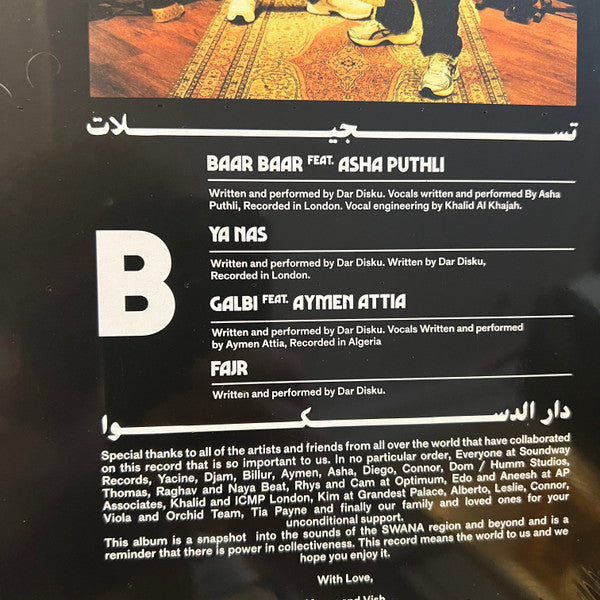 تسجيلات
BAAR BAAR FEAT. ASHA PUTHLI
Written and performed by Dar Disku. Vocals written and performed By Asha
Puthli, Recorded in London. Vocal engineering by Khalid Al Khajah.
YA NAS
Written and performed by Dar Disku. Written by Dar Disku,
Recorded in London.
B
GALBI FEAT. AYMEN ATTIA
Written and performed by Dar Disku. Vocals Written and performed
by Aymen Attia, Recorded in Algeria
FAJR
Written and performed by Dar Disku.
دار الدسكوا
Special thanks to all of the artists and friends from all over the world that have collaborated
on this record that is so important to us. In no particular order, Everyone at Soundway
Records, Yacine, Djam, Billur, Aymen, Asha, Diego, Connor, Dom / Humm Studios,
Thomas, Raghav and Naya Beat, Rhys and Cam at Optimum, Edo and Aneesh at AP
Associates, Khalid and ICMP London, Kim at Grandest Palace, Alberto, Leslie, Connor,
Viola and Orchid Team, Tia Payne and finally our family and loved ones for your
unconditional support.
This album is a snapshot into the sounds of the SWANA region and beyond and is a
reminder that there is power in collectiveness. This record means the world to us and we
hope you enjoy it.
With Love,
and Vish